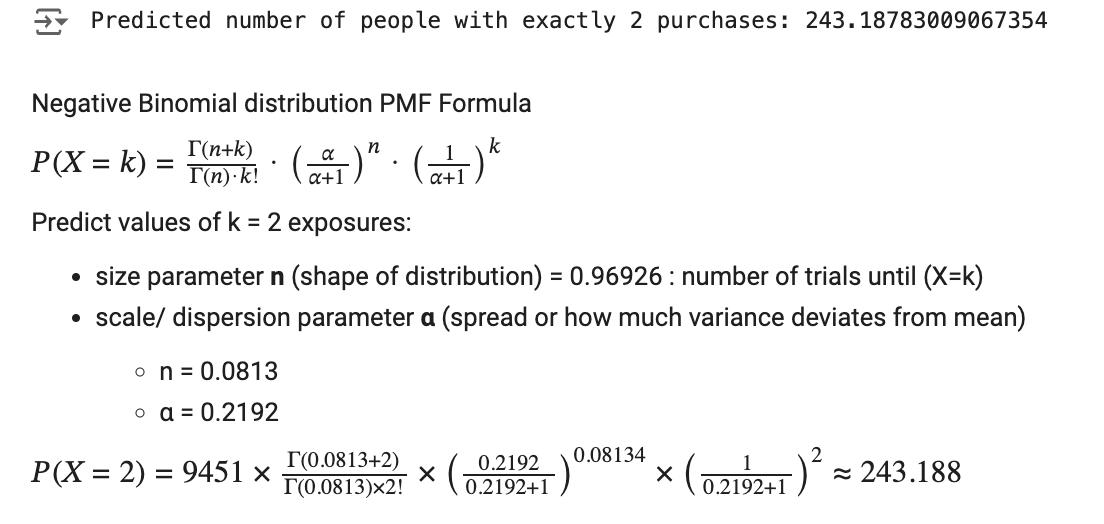 Predicted number of people with exactly 2 purchases: 243.18783009067354
Negative Binomial distribution PMF Formula
P(X = k) = Γ(n+k)/Γ(n)·k! · (α/α+1)^n · (1/α+1)^k
Predict values of k = 2 exposures:
• size parameter n (shape of distribution) = 0.96926 : number of trials until (X=k)
• scale/ dispersion parameter α (spread or how much variance deviates from mean)
◦ n = 0.0813
◦ α = 0.2192
P(X = 2) = 9451 × Γ(0.0813+2)/Γ(0.0813)×2! × (0.2192/0.2192+1)^0.08134 × (1/0.2192+1)^2 ≈ 243.188